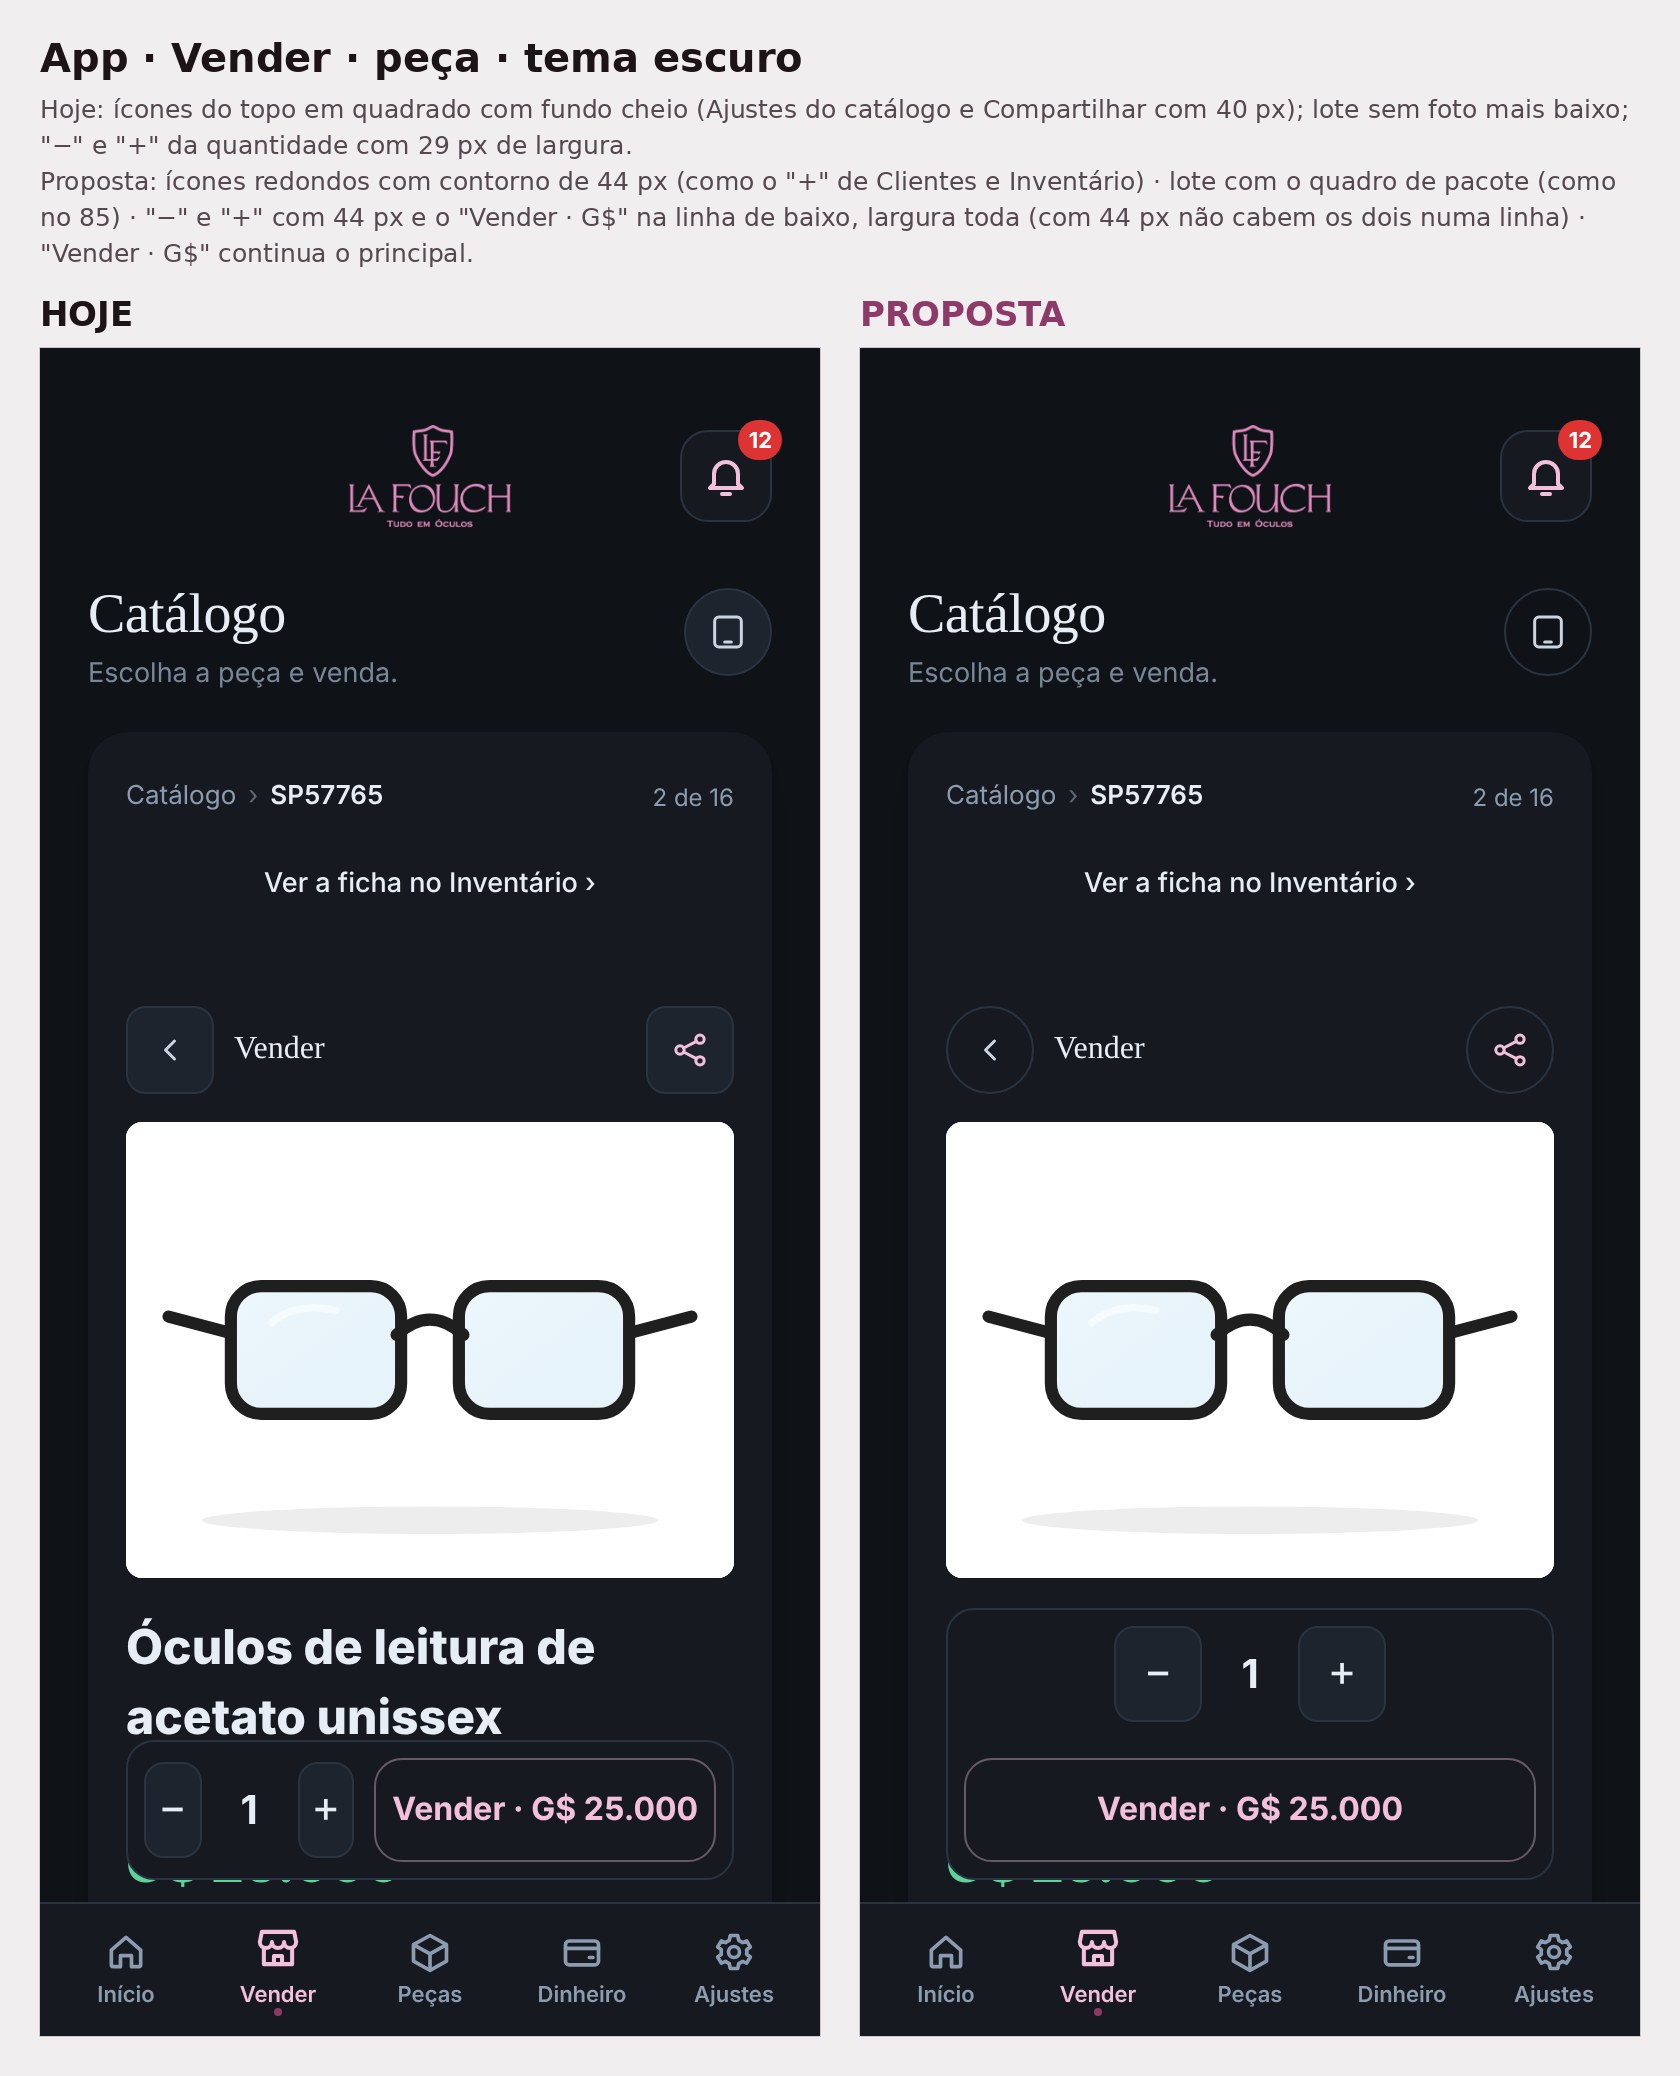 App · Vender · peça · tema escuro
Hoje: ícones do topo em quadrado com fundo cheio (Ajustes do catálogo e Compartilhar com 40 px); lote sem foto mais baixo;
"−" e "+" da quantidade com 29 px de largura.
Proposta: ícones redondos com contorno de 44 px (como o "+" de Clientes e Inventário) · lote com o quadro de pacote (como
no 85) · "−" e "+" com 44 px e o "Vender · G$" na linha de baixo, largura toda (com 44 px não cabem os dois numa linha) ·
"Vender · G$" continua o principal.
HOJE
LF
LA FOUCH
TUDO EM ÓCULOS
12
Catálogo
Escolha a peça e venda.
Catálogo › SP57765
2 de 16
Ver a ficha no Inventário ›
Vender
Óculos de leitura de
acetato unissex
− 1 + Vender · G$ 25.000
Início Vender Peças Dinheiro Ajustes
PROPOSTA
LF
LA FOUCH
TUDO EM ÓCULOS
12
Catálogo
Escolha a peça e venda.
Catálogo › SP57765
2 de 16
Ver a ficha no Inventário ›
Vender
− 1 +
Vender · G$ 25.000
Início Vender Peças Dinheiro Ajustes